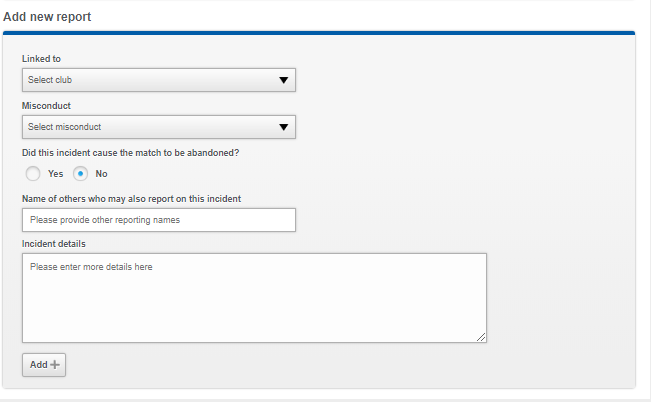 Add new report
Linked to
Select club
Misconduct
Select misconduct
Did this incident cause the match to be abandoned?
Yes No
Name of others who may also report on this incident
Please provide other reporting names
Incident details
Please enter more details here
Add